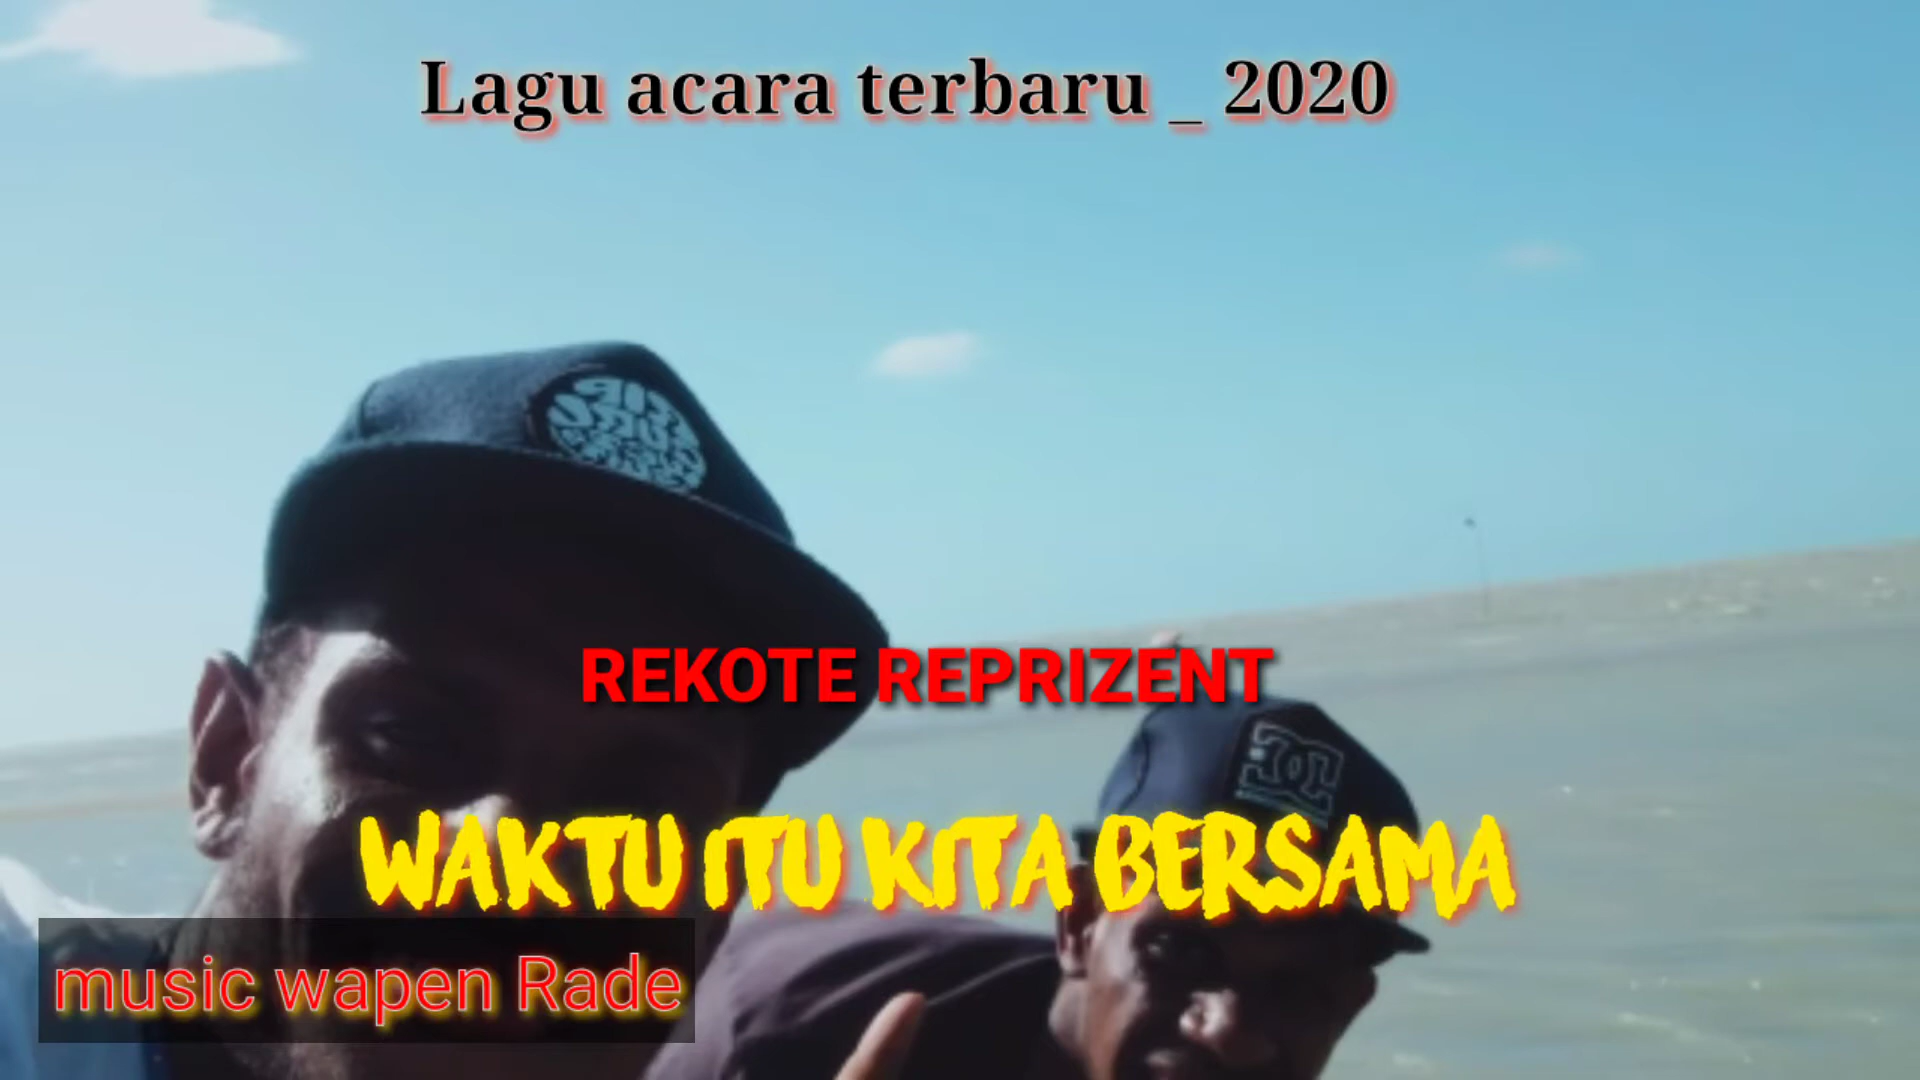 Lagu acara terbaru _ 2020
REKOTE REPRIZENT
WAKTU ITU KITA BERSAMA
music wapen Rade